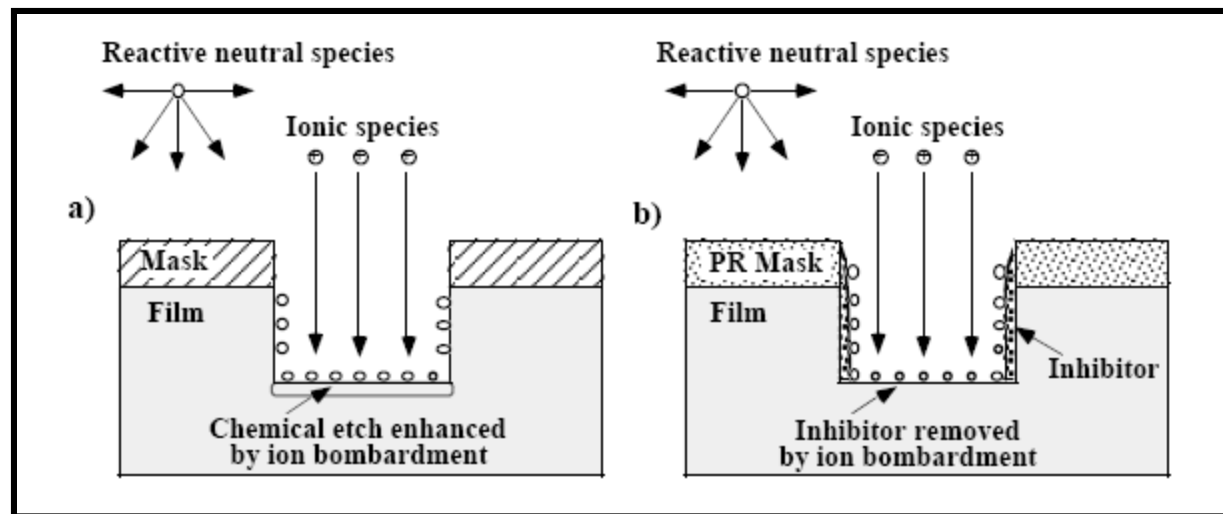 Reactive neutral species
Ionic species
a)
Mask
Film
Chemical etch enhanced
by ion bombardment
Reactive neutral species
Ionic species
b)
PR Mask
Film
Inhibitor
Inhibitor removed
by ion bombardment